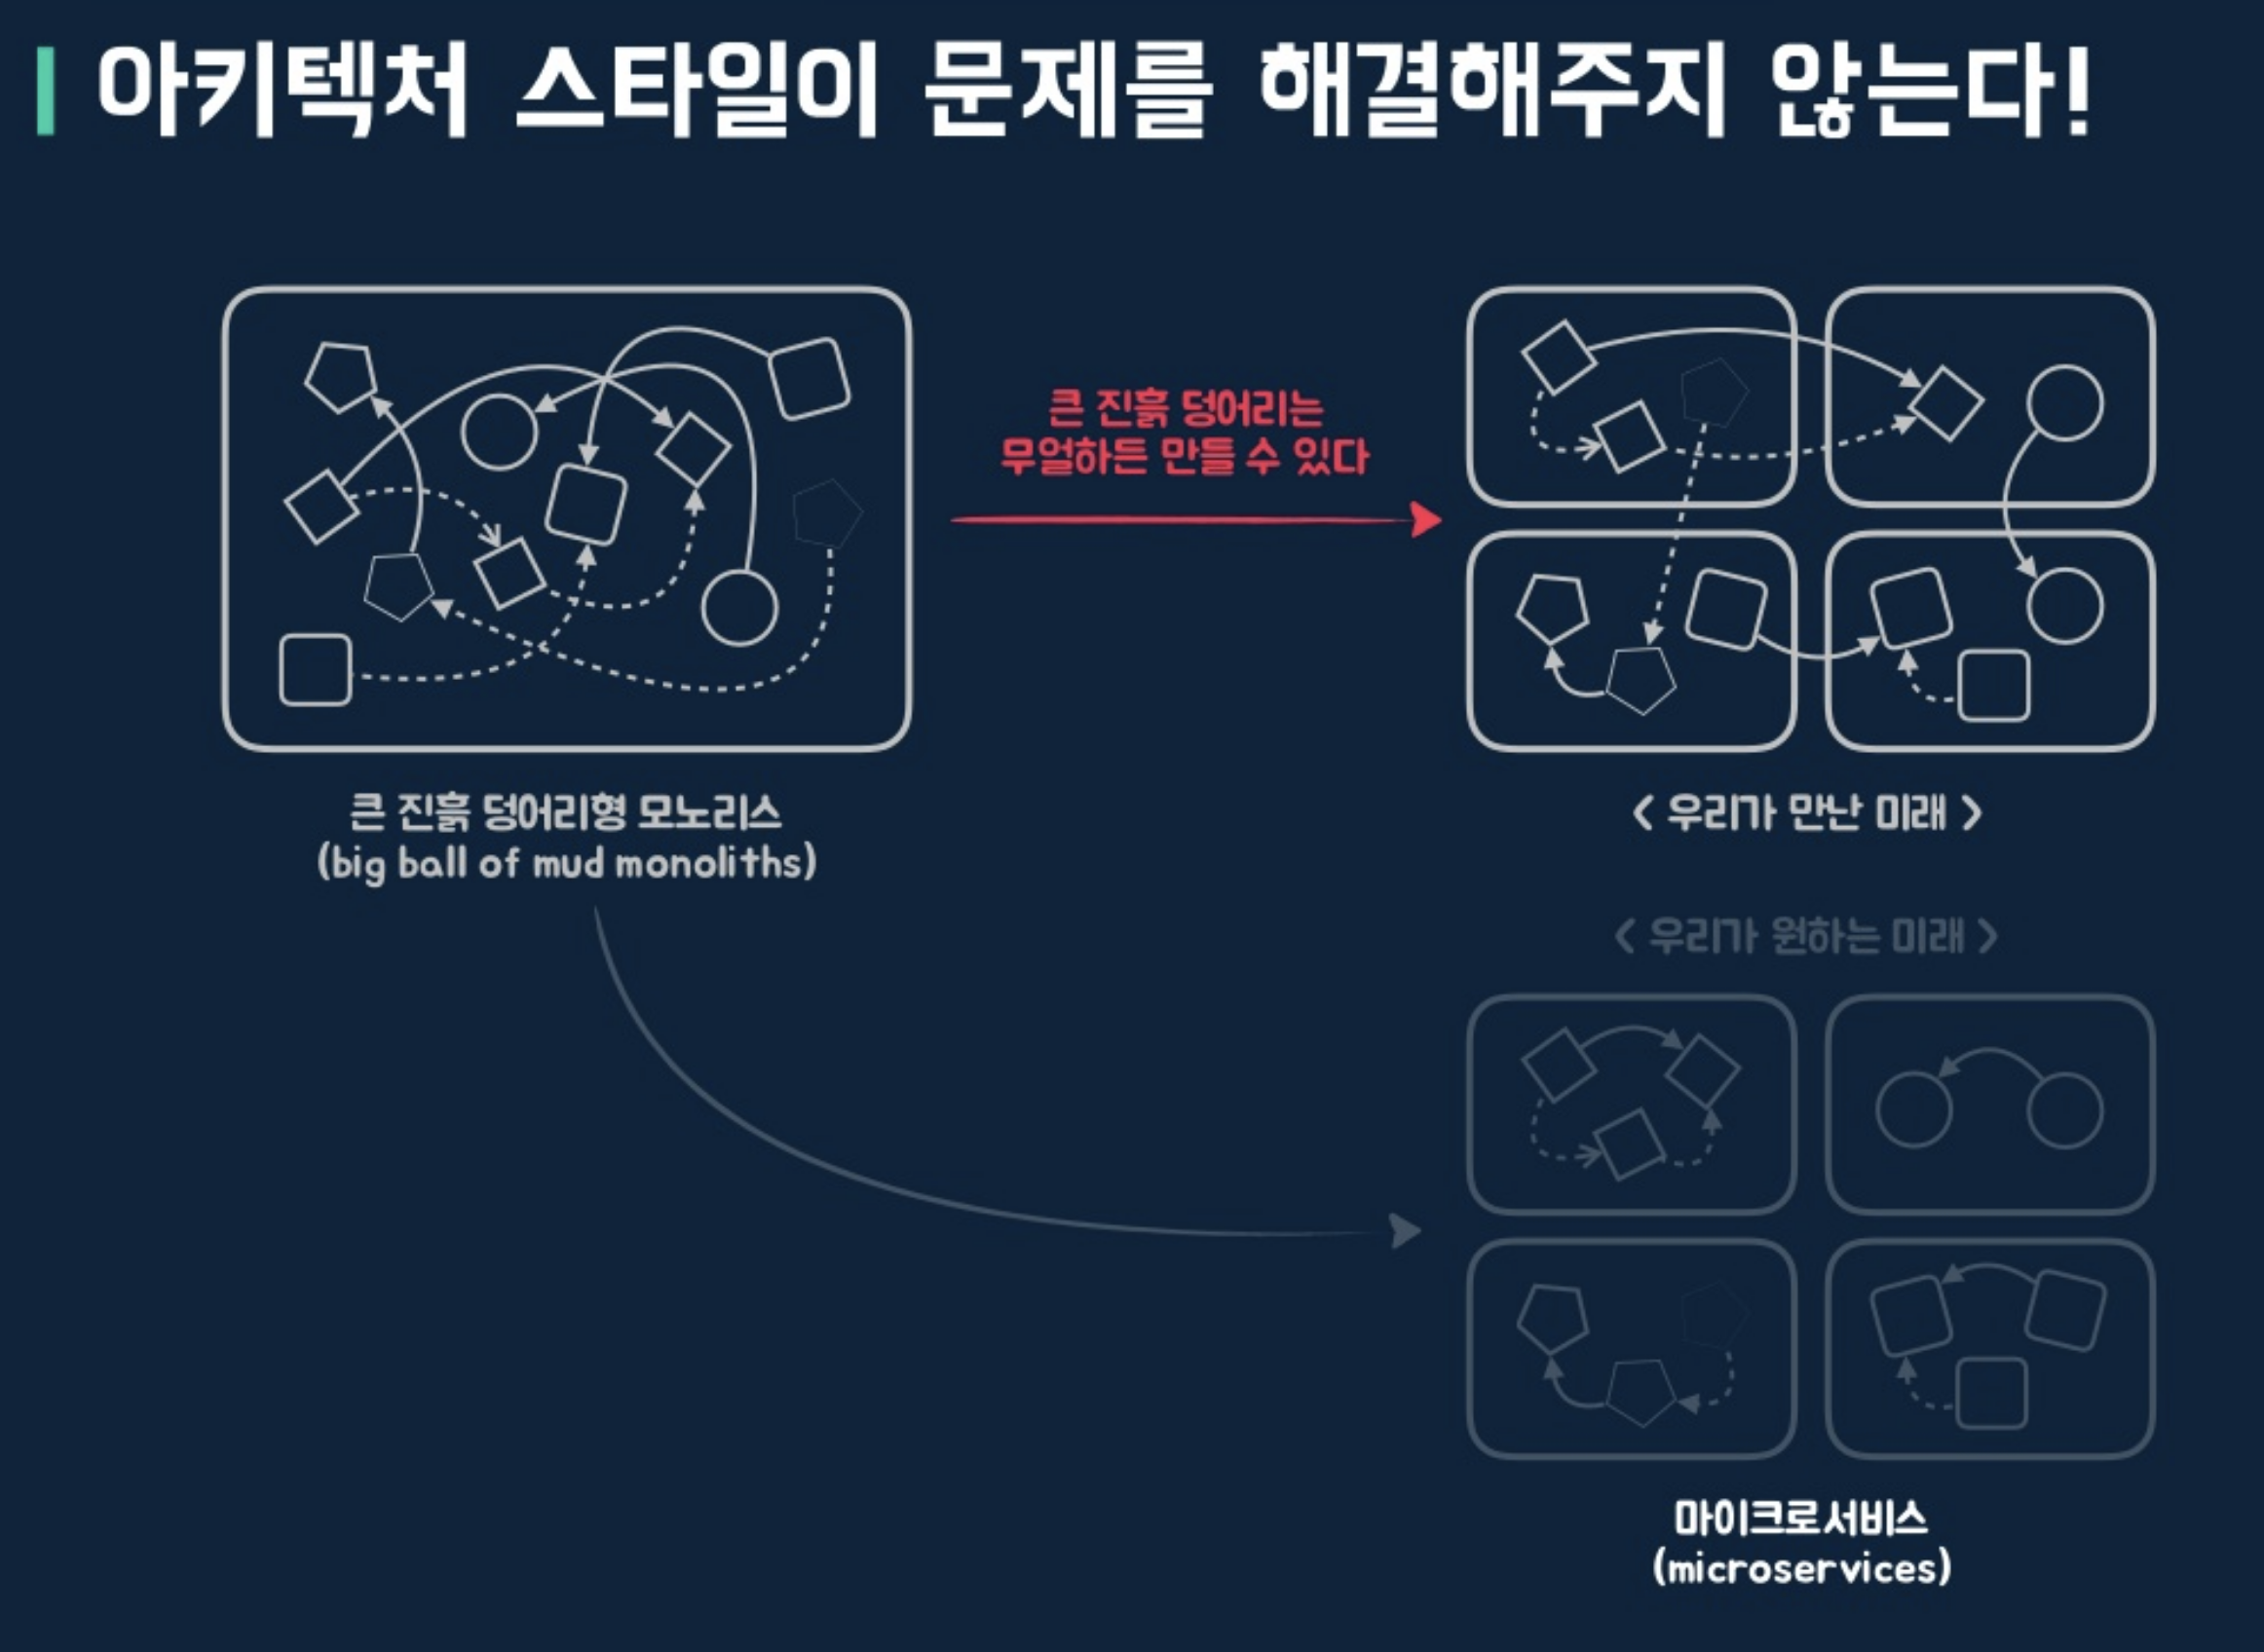 아키텍처 스타일이 문제를 해결해주지 않는다!
큰 진흙 덩어리는
무얼하든 만들 수 있다
큰 진흙 덩어리형 모노리스
(big ball of mud monoliths)
< 우리가 만난 미래 >
< 우리가 원하는 미래 >
마이크로서비스
(microservices)